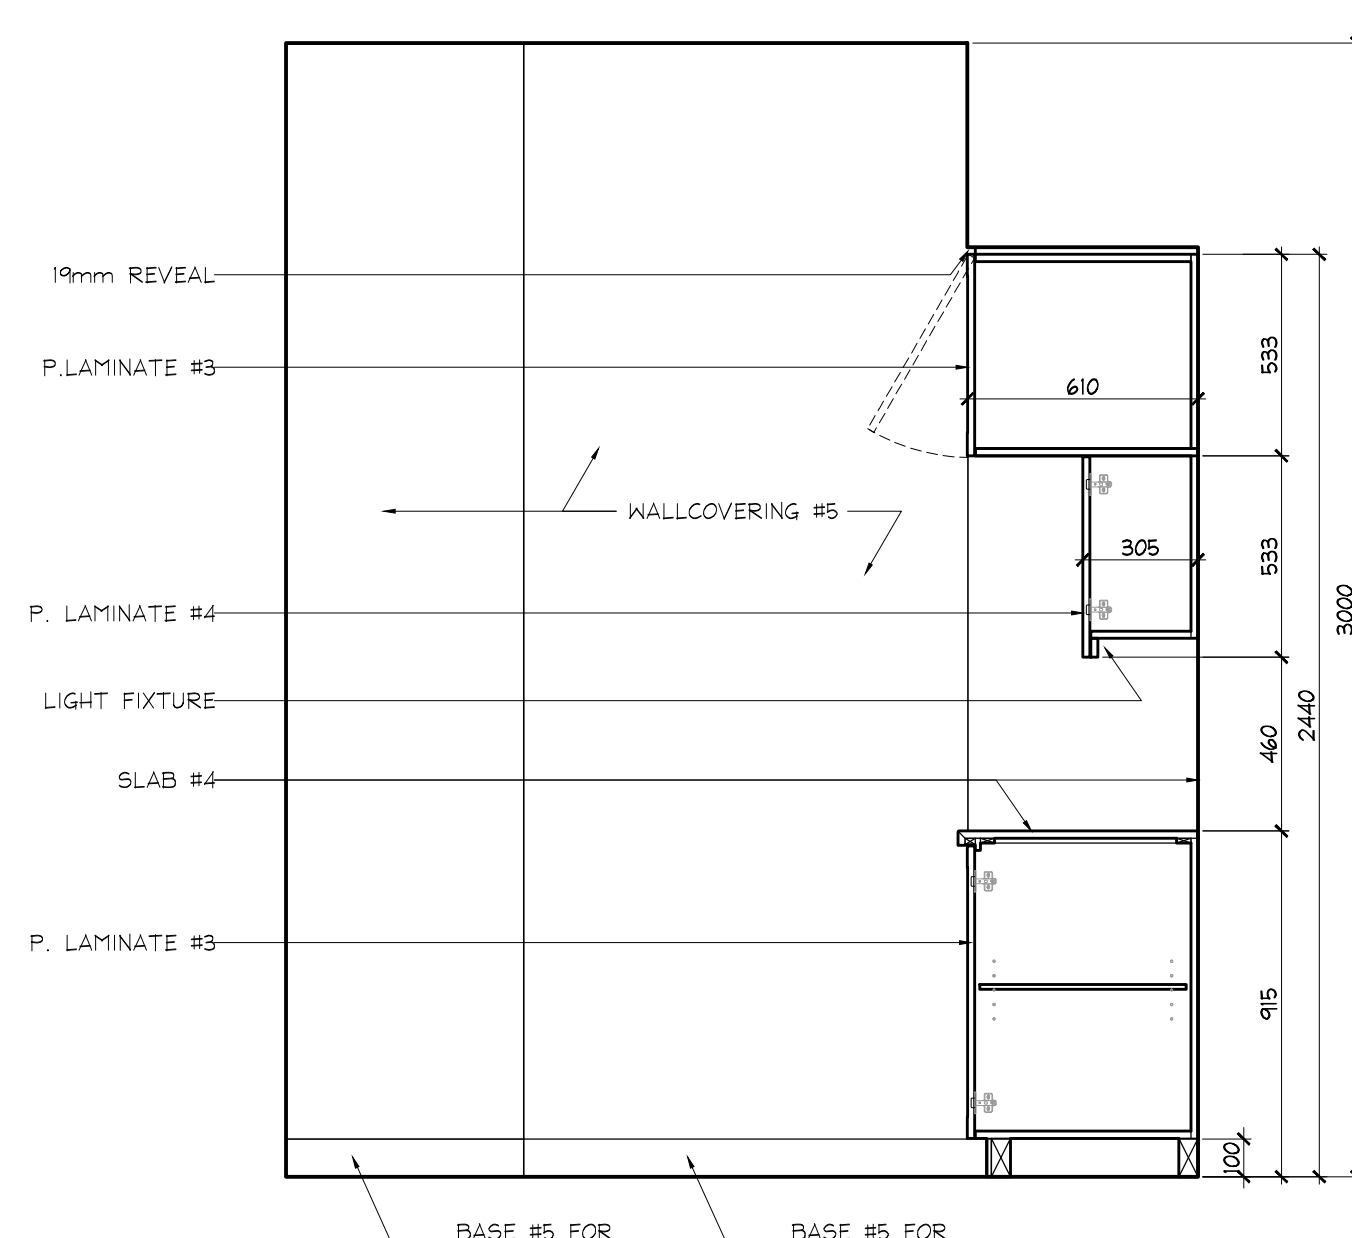 19mm REVEAL
P.LAMINATE #3
610
533
WALLCOVERING #5
305
533
3000
P. LAMINATE #4
LIGHT FIXTURE
2440
460
SLAB #4
P. LAMINATE #3
915
100
BASE #5 FOR
BASE #5 FOR